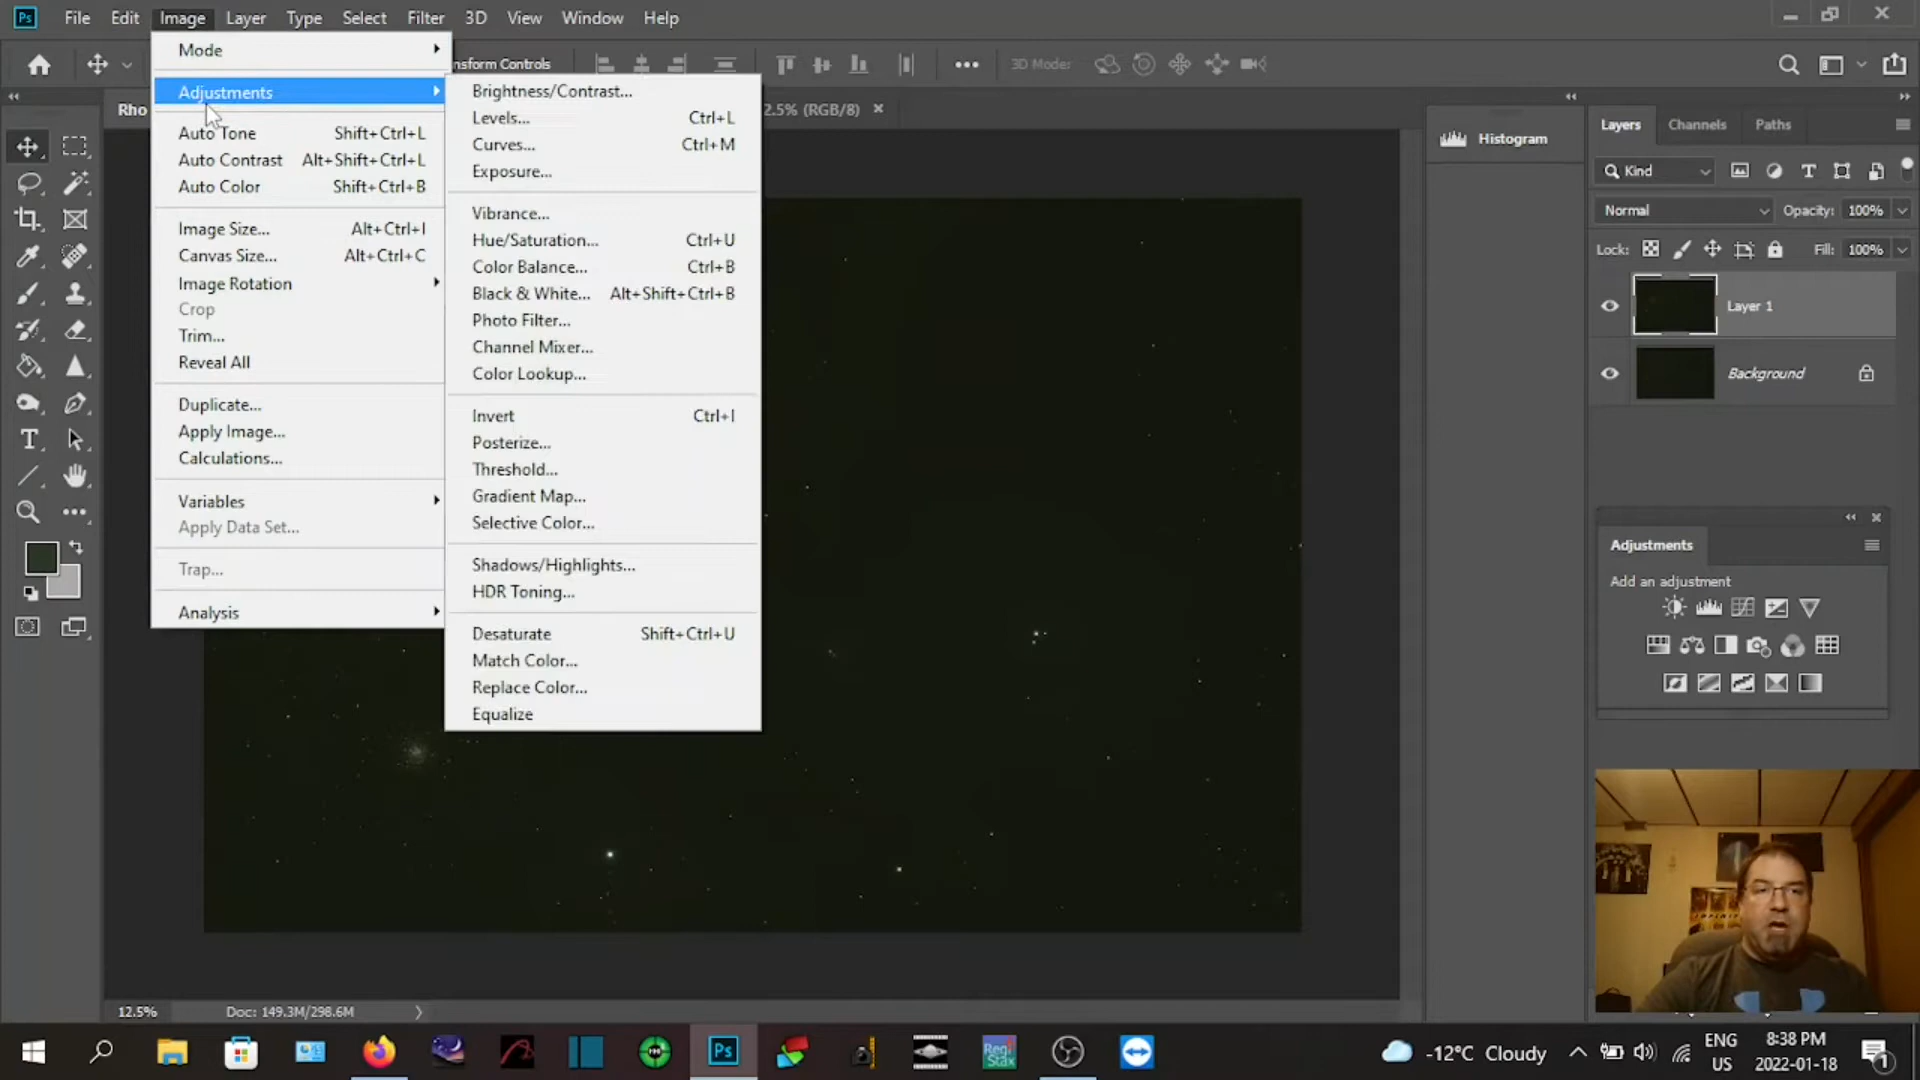 Ps File Edit Image Layer Type Select Filter 3D View Window Help
nsform Controls 3D Mode:
Rho
2.5% (RGB/8)
Mode
Adjustments
Auto Tone Shift+Ctrl+L
Auto Contrast Alt+Shift+Ctrl+L
Auto Color Shift+Ctrl+B
Image Size... Alt+Ctrl+I
Canvas Size... Alt+Ctrl+C
Image Rotation
Crop
Trim...
Reveal All
Duplicate...
Apply Image...
Calculations...
Variables
Apply Data Set...
Trap...
Analysis
Brightness/Contrast...
Levels... Ctrl+L
Curves... Ctrl+M
Exposure...
Vibrance...
Hue/Saturation... Ctrl+U
Color Balance... Ctrl+B
Black & White... Alt+Shift+Ctrl+B
Photo Filter...
Channel Mixer...
Color Lookup...
Invert Ctrl+I
Posterize...
Threshold...
Gradient Map...
Selective Color...
Shadows/Highlights...
HDR Toning...
Desaturate Shift+Ctrl+U
Match Color...
Replace Color...
Equalize
Histogram
Layers Channels Paths
Kind
Normal Opacity: 100%
Lock: Fill: 100%
Layer 1
Background
Adjustments
Add an adjustment
12.5% Doc: 149.3M/298.6M
Ps
Regi
Stax
-12°C Cloudy
ENG
US
8:38 PM
2022-01-18
1